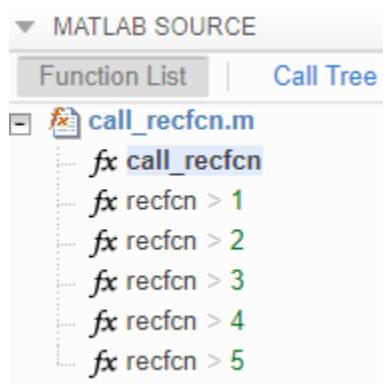 MATLAB SOURCE
Function List Call Tree
call_recfcn.m
fx call_recfcn
fx recfcn > 1
fx recfcn > 2
fx recfcn > 3
fx recfcn > 4
fx recfcn > 5